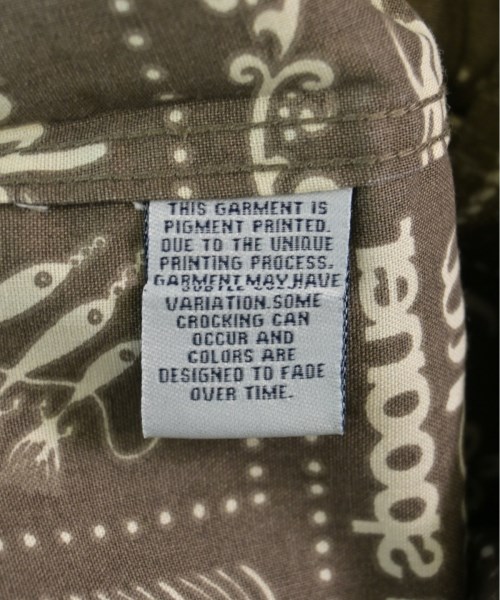 THIS GARMENT IS
PIGMENT PRINTED.
DUE TO THE UNIQUE
PRINTING PROCESS.
GARMENT MAY HAVE
VARIATION.SOME
CROCKING CAN
OCCUR AND
COLORS ARE
DESIGNED TO FADE
OVER TIME.